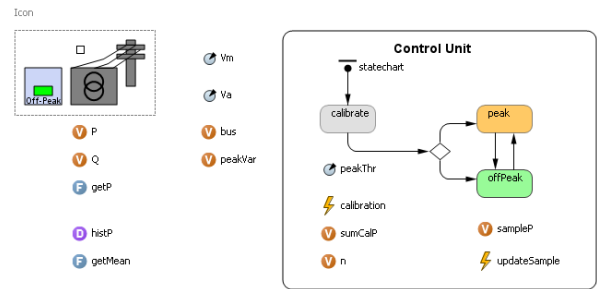 Icon
Off-Peak
Vm
Va
V P
V bus
V Q
V peakVar
F getP
D histP
F getMean
Control Unit
statechart
calibrate
peak
offPeak
peakThr
calibration
V sumCalP
V sampleP
V n
updateSample